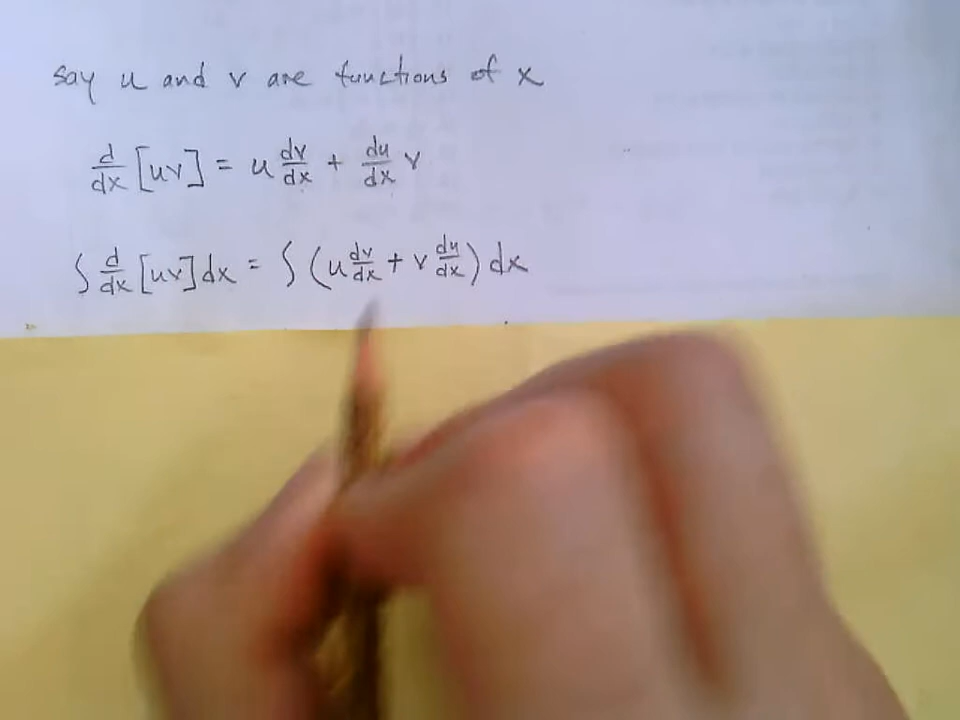 say u and v are functions of x
d/dx [uv] = u dv/dx + du/dx v
∫ d/dx [uv] dx = ∫ (u dv/dx + v du/dx) dx